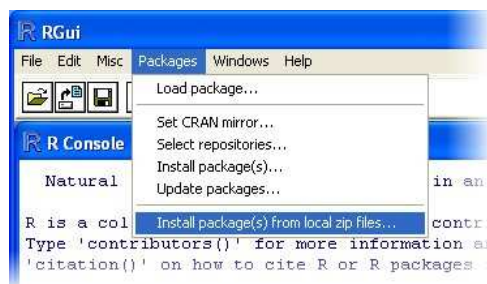 RGui
File Edit Misc Packages Windows Help
Load package...
Set CRAN mirror...
Select repositories...
Install package(s)...
Update packages...
Install package(s) from local zip files...
R Console
Natural in an
R is a col contr
Type 'contributors()' for more information
'citation()' on how to cite R or R packages